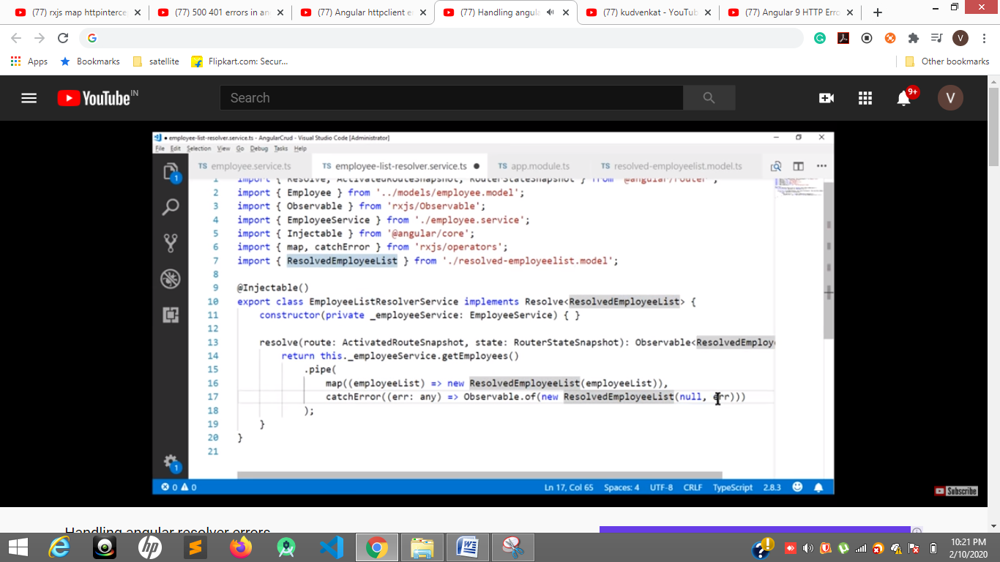 (77) rxjs map httpinterce
(77) 500 401 errors in an
(77) Angular httpclient e
(77) Handling angula
(77) kudvenkat - YouTub
(77) Angular 9 HTTP Erro
Apps
Bookmarks
satellite
Flipkart.com: Secur...
Other bookmarks
YouTube IN
Search
9+
V
V
employee-list-resolver.service.ts - AngularCrud - Visual Studio Code [Administrator]
File Edit Selection View Go Debug Tasks Help
TS employee.service.ts
TS employee-list-resolver.service.ts
TS app.module.ts
TS resolved-employeelist.model.ts
1 import { Resolve, ActivatedRouteSnapshot, RouterStateSnapshot } from '@angular/router';
2 import { Employee } from '../models/employee.model';
3 import { Observable } from 'rxjs/Observable';
4 import { EmployeeService } from './employee.service';
5 import { Injectable } from '@angular/core';
6 import { map, catchError } from 'rxjs/operators';
7 import { ResolvedEmployeeList } from './resolved-employeelist.model';
8
9 @Injectable()
10 export class EmployeeListResolverService implements Resolve<ResolvedEmployeeList> {
11 constructor(private _employeeService: EmployeeService) { }
12
13 resolve(route: ActivatedRouteSnapshot, state: RouterStateSnapshot): Observable<ResolvedEmploy
14 return this._employeeService.getEmployees()
15 .pipe(
16 map((employeeList) => new ResolvedEmployeeList(employeeList)),
17 catchError((err: any) => Observable.of(new ResolvedEmployeeList(null, err)))
18 );
19 }
20 }
21
1
1
0 0
Ln 17, Col 65 Spaces: 4 UTF-8 CRLF TypeScript 2.8.3
Subscribe
Handling angular resolver errors
10:21 PM
2/10/2020